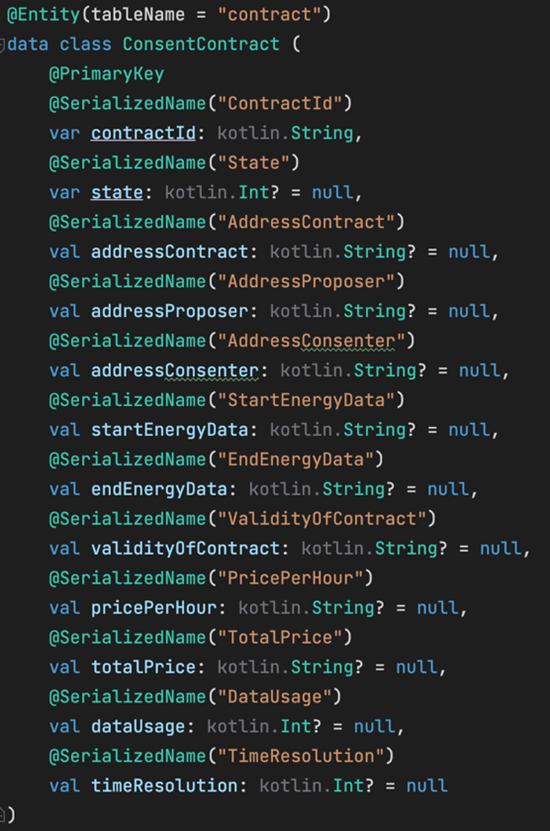 @Entity(tableName = "contract")
data class ConsentContract (
@PrimaryKey
@SerializedName("ContractId")
var contractId: kotlin.String,
@SerializedName("State")
var state: kotlin.Int? = null,
@SerializedName("AddressContract")
val addressContract: kotlin.String? = null,
@SerializedName("AddressProposer")
val addressProposer: kotlin.String? = null,
@SerializedName("AddressConsenter")
val addressConsenter: kotlin.String? = null,
@SerializedName("StartEnergyData")
val startEnergyData: kotlin.String? = null,
@SerializedName("EndEnergyData")
val endEnergyData: kotlin.String? = null,
@SerializedName("ValidityOfContract")
val validityOfContract: kotlin.String? = null,
@SerializedName("PricePerHour")
val pricePerHour: kotlin.String? = null,
@SerializedName("TotalPrice")
val totalPrice: kotlin.String? = null,
@SerializedName("DataUsage")
val dataUsage: kotlin.Int? = null,
@SerializedName("TimeResolution")
val timeResolution: kotlin.Int? = null
)